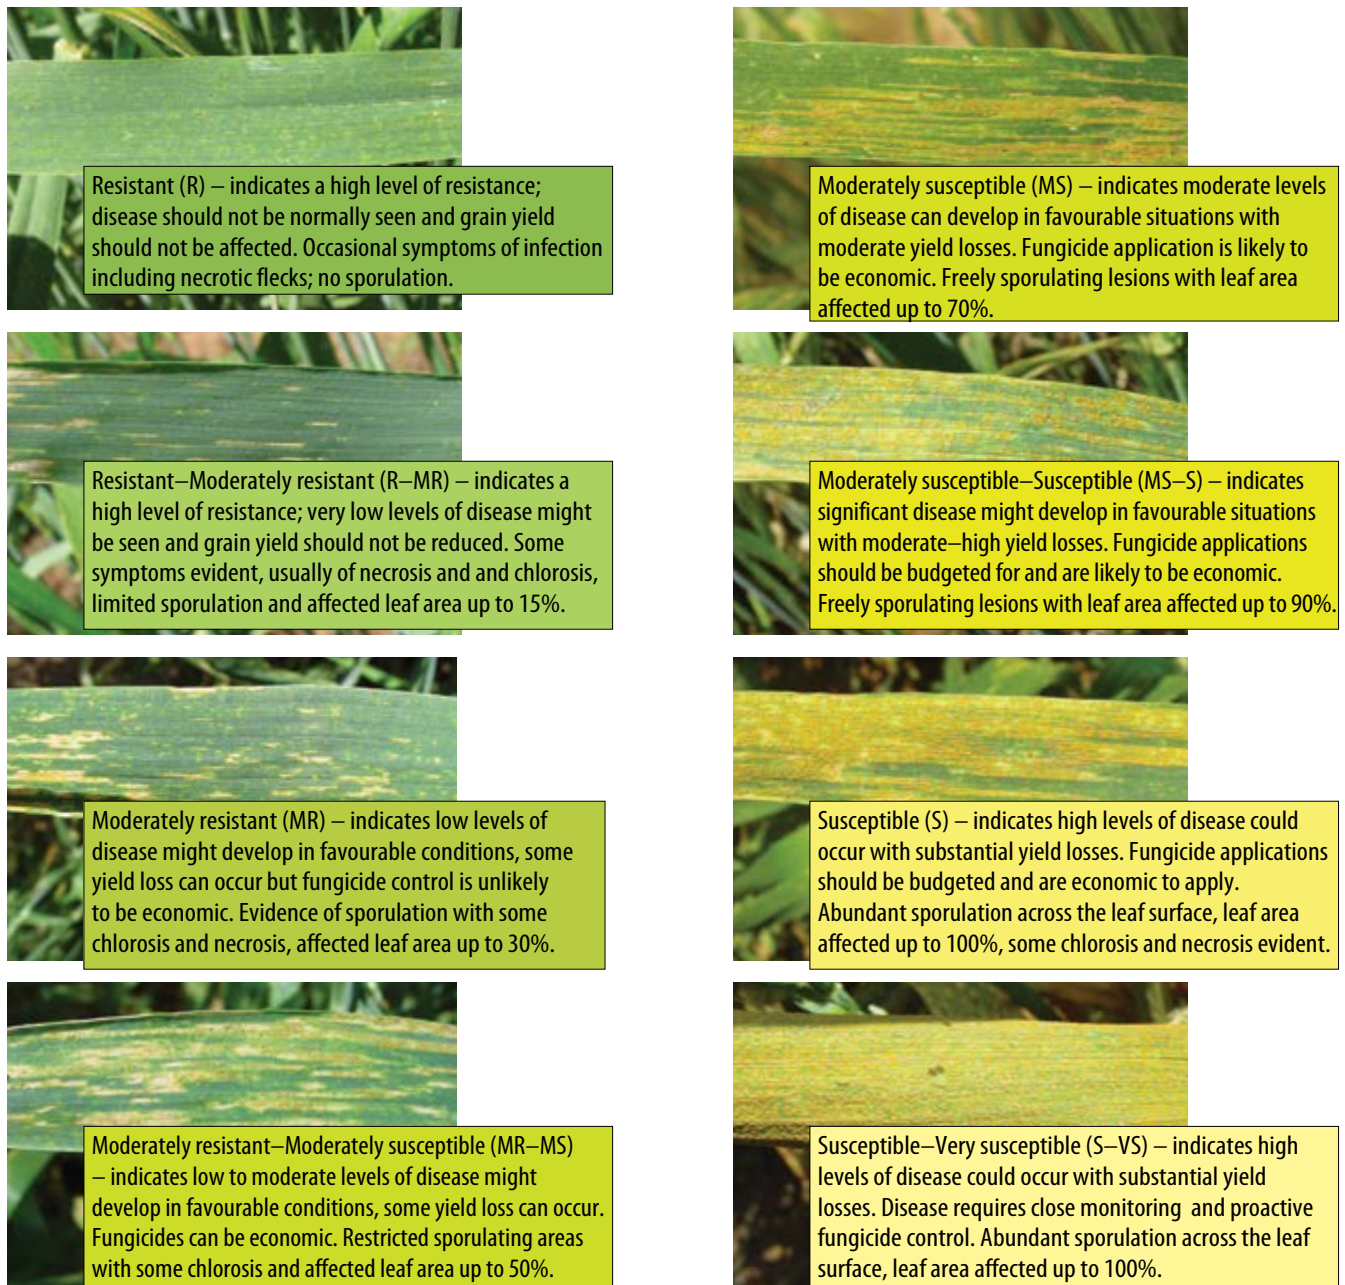 Resistant (R) – indicates a high level of resistance;
disease should not be normally seen and grain yield
should not be affected. Occasional symptoms of infection
including necrotic flecks; no sporulation.
Resistant–Moderately resistant (R–MR) – indicates a
high level of resistance; very low levels of disease might
be seen and grain yield should not be reduced. Some
symptoms evident, usually of necrosis and and chlorosis,
limited sporulation and affected leaf area up to 15%.
Moderately resistant (MR) – indicates low levels of
disease might develop in favourable conditions, some
yield loss can occur but fungicide control is unlikely
to be economic. Evidence of sporulation with some
chlorosis and necrosis, affected leaf area up to 30%.
Moderately resistant–Moderately susceptible (MR–MS)
– indicates low to moderate levels of disease might
develop in favourable conditions, some yield loss can occur.
Fungicides can be economic. Restricted sporulating areas
with some chlorosis and affected leaf area up to 50%.
Moderately susceptible (MS) – indicates moderate levels
of disease can develop in favourable situations with
moderate yield losses. Fungicide application is likely to
be economic. Freely sporulating lesions with leaf area
affected up to 70%.
Moderately susceptible–Susceptible (MS–S) – indicates
significant disease might develop in favourable situations
with moderate–high yield losses. Fungicide applications
should be budgeted for and are likely to be economic.
Freely sporulating lesions with leaf area affected up to 90%.
Susceptible (S) – indicates high levels of disease could
occur with substantial yield losses. Fungicide applications
should be budgeted and are economic to apply.
Abundant sporulation across the leaf surface, leaf area
affected up to 100%, some chlorosis and necrosis evident.
Susceptible–Very susceptible (S–VS) – indicates high
levels of disease could occur with substantial yield
losses. Disease requires close monitoring and proactive
fungicide control. Abundant sporulation across the leaf
surface, leaf area affected up to 100%.